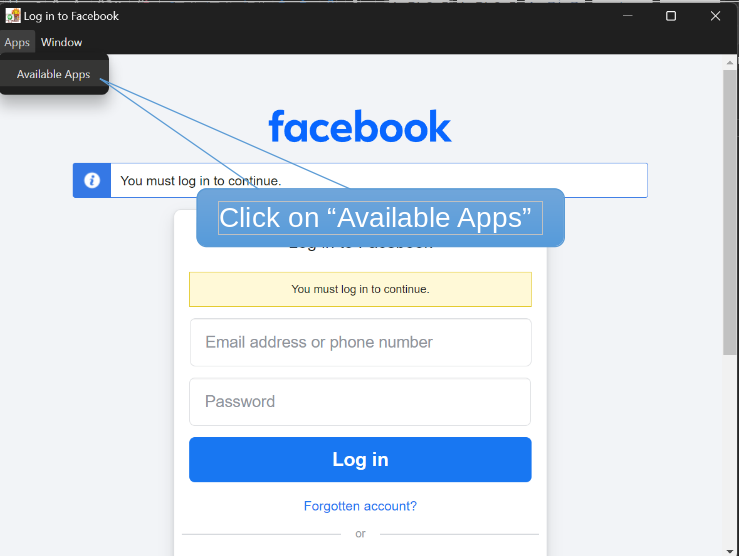 Log in to Facebook
Apps Window
Available Apps
facebook
You must log in to continue.
Click on “Available Apps”
Log in to Facebook
You must log in to continue.
Email address or phone number
Password
Log in
Forgotten account?
or